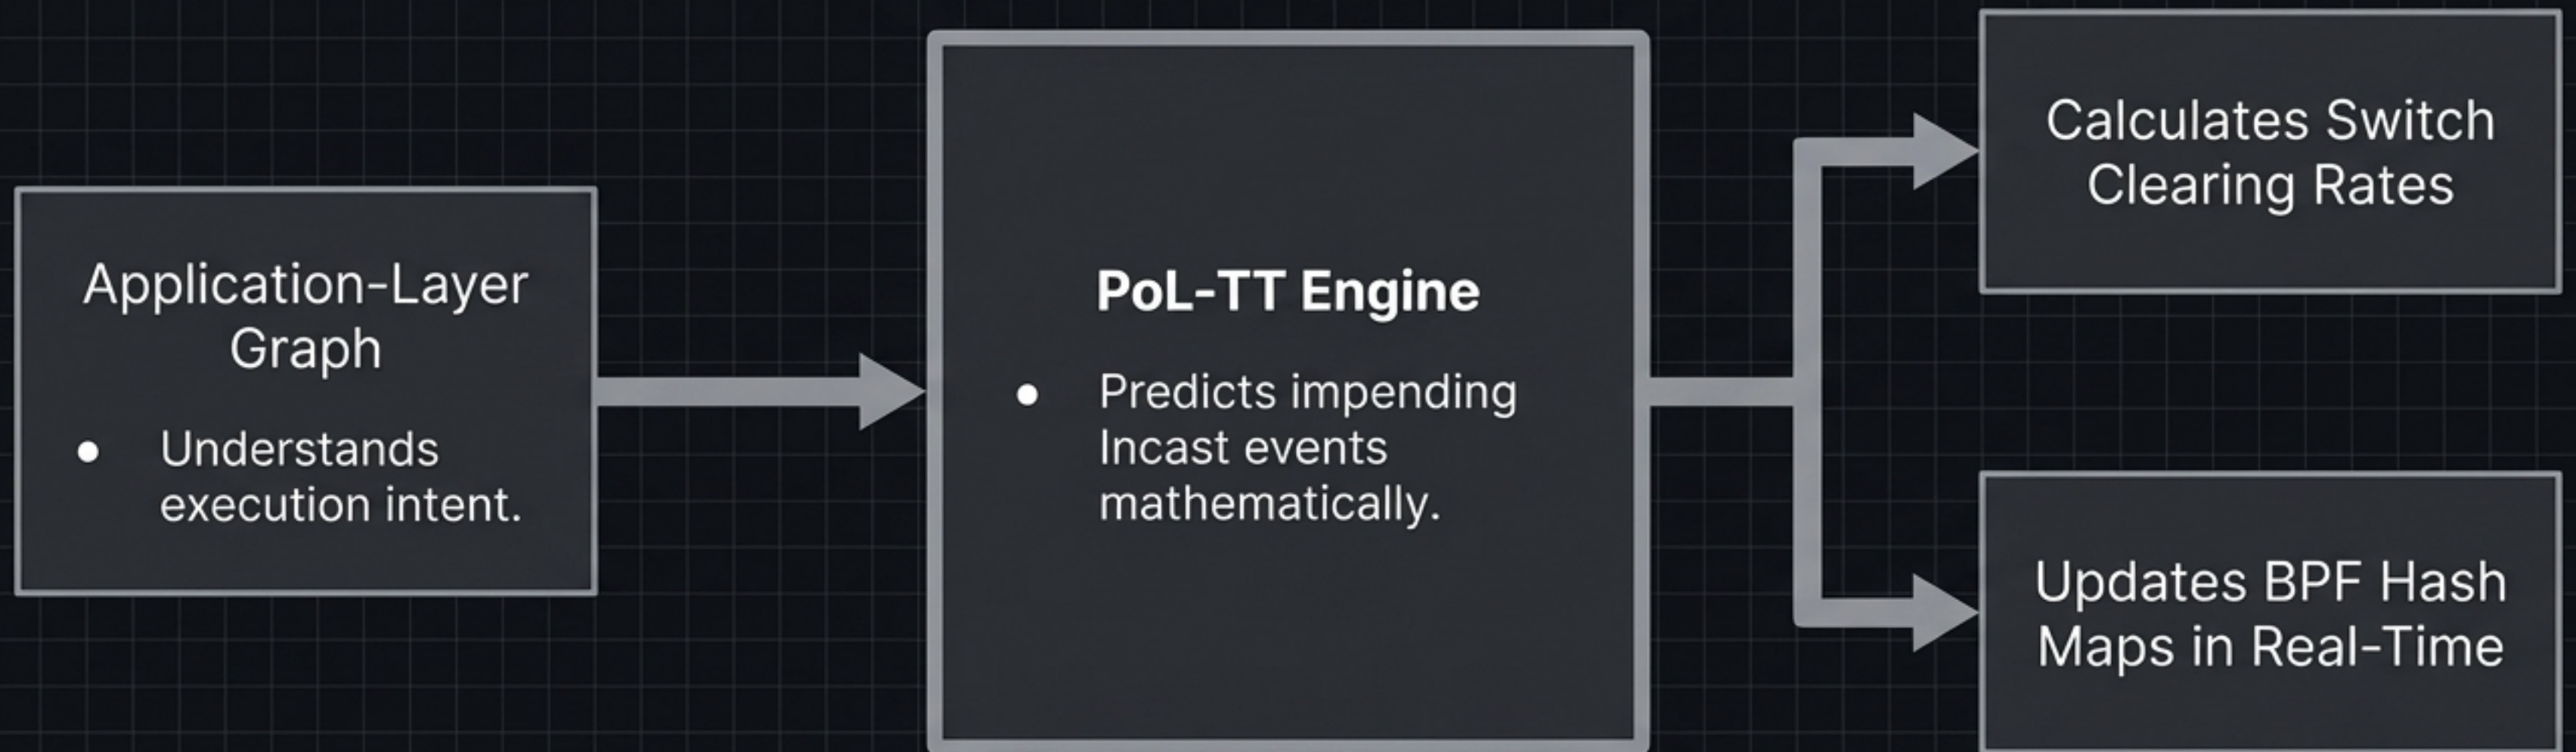 Application-Layer
Graph
• Understands
execution intent.
PoL-TT Engine
• Predicts impending
Incast events
mathematically.
Calculates Switch
Clearing Rates
Updates BPF Hash
Maps in Real-Time